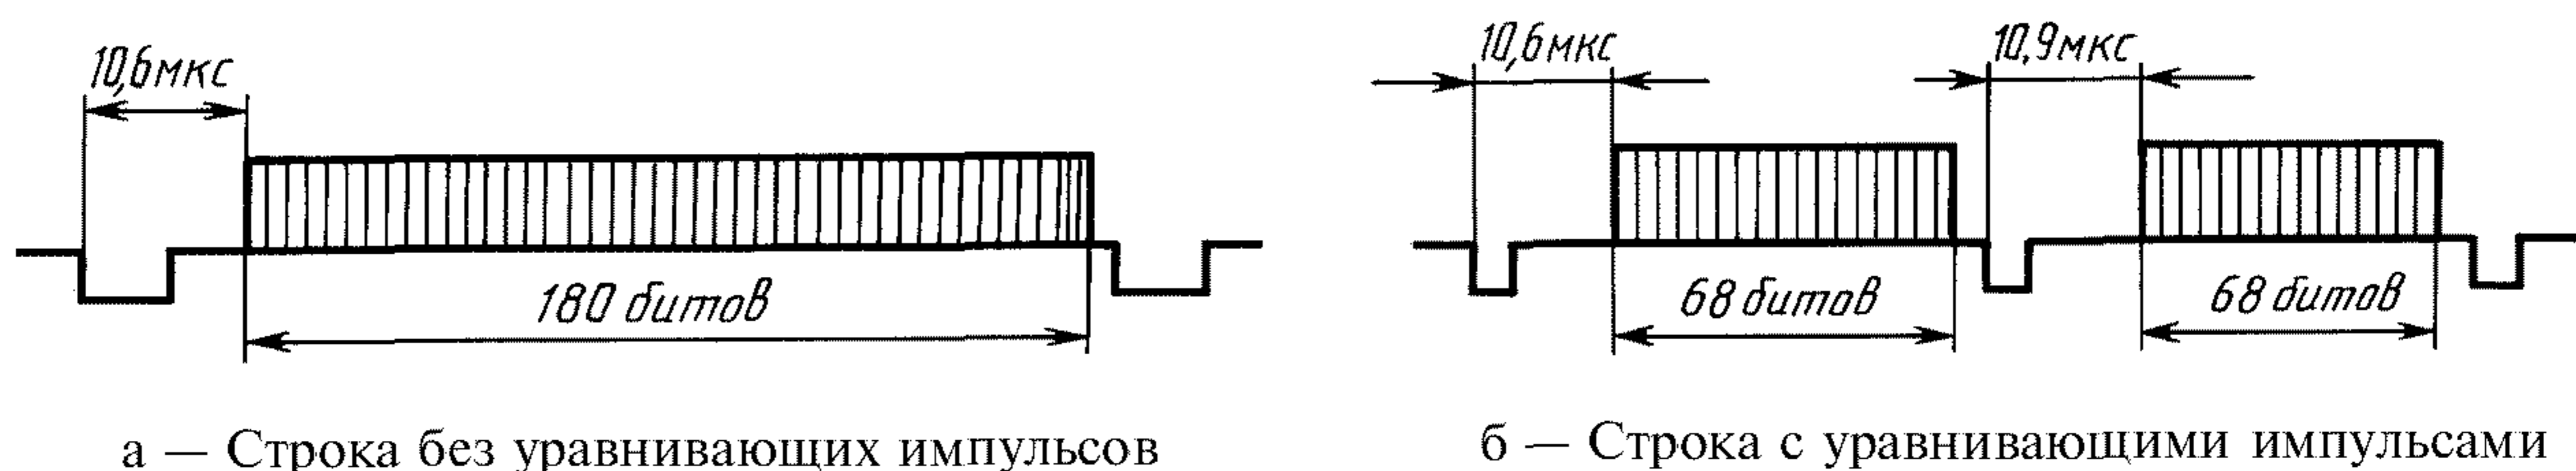 10,6мкс
180 битов
а — Строка без уравнивающих импульсов
10,6мкс
10,9мкс
68 битов
68 битов
б — Строка с уравнивающими импульсами